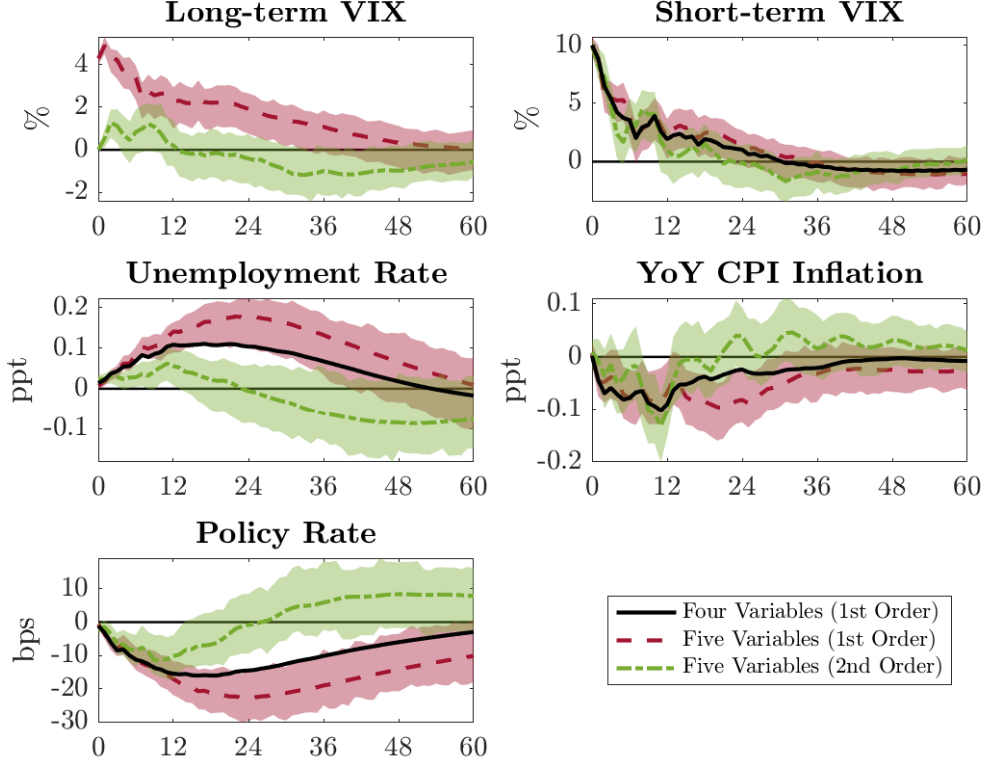 Long-term VIX
%
4
2
0
-2
0 12 24 36 48 60
Short-term VIX
%
10
5
0
0 12 24 36 48 60
Unemployment Rate
ppt
0.2
0.1
0
-0.1
0 12 24 36 48 60
YoY CPI Inflation
ppt
0.1
0
-0.1
-0.2
0 12 24 36 48 60
Policy Rate
bps
10
0
-10
-20
-30
0 12 24 36 48 60
Four Variables (1st Order)
Five Variables (1st Order)
Five Variables (2nd Order)